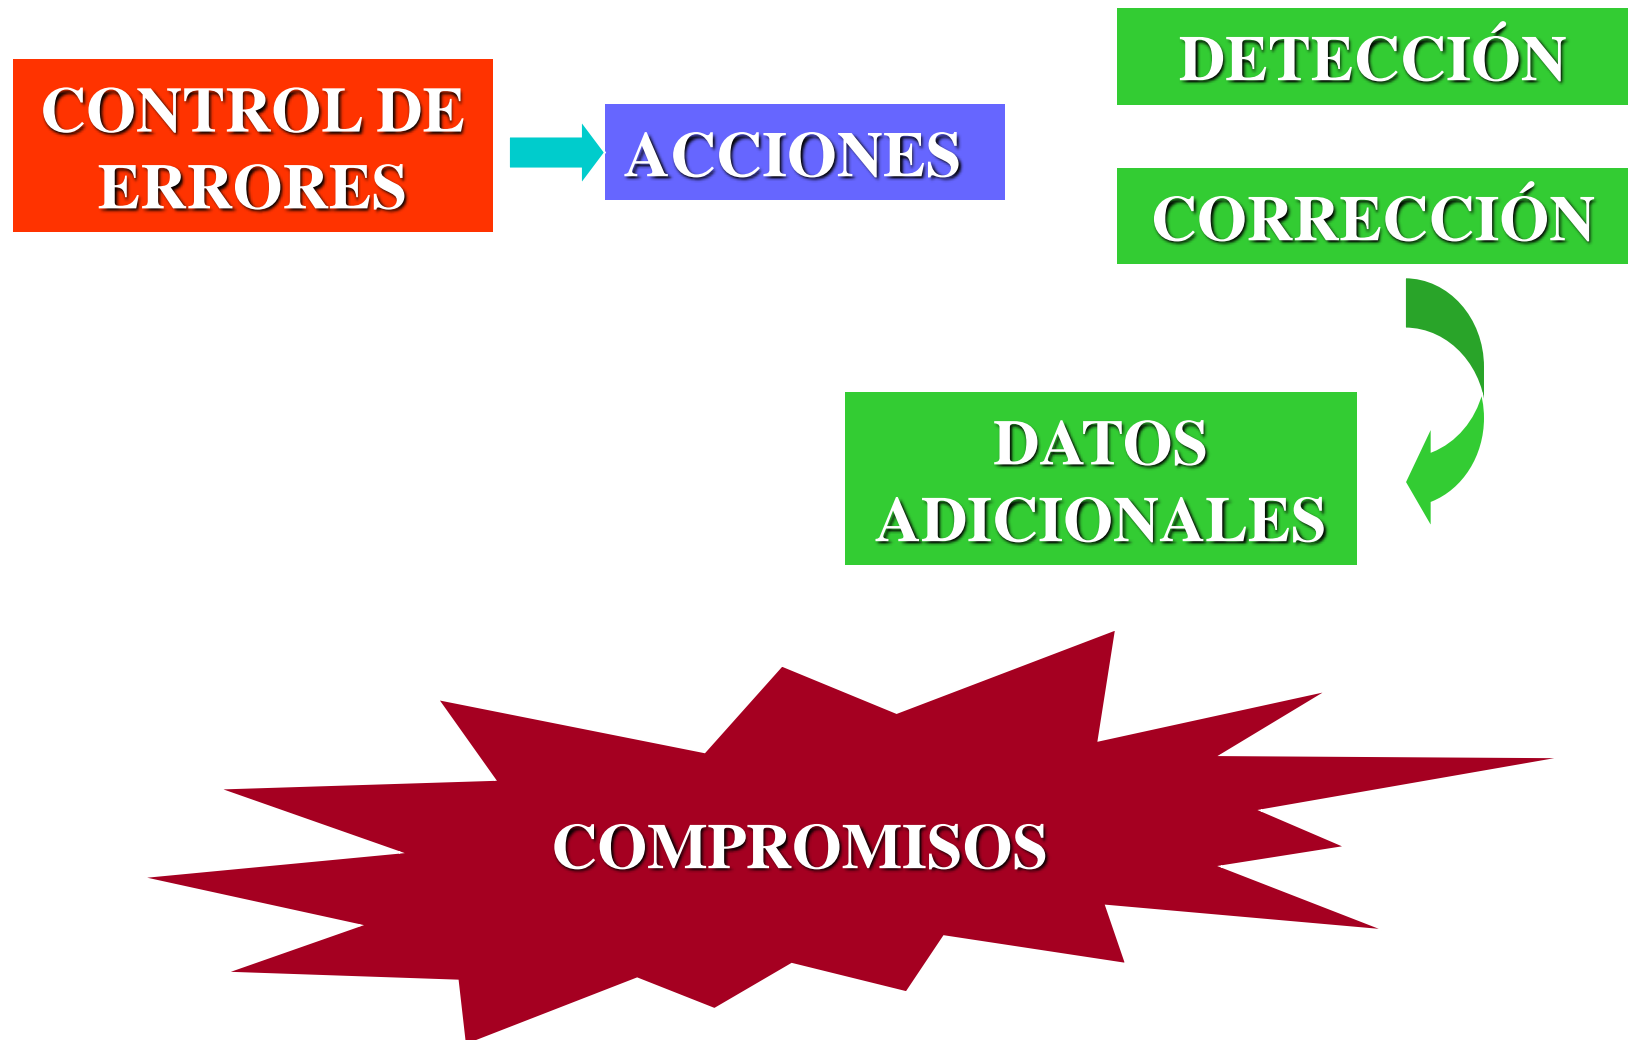 CONTROL DE
ERRORES
ACCIONES
DETECCIÓN
CORRECCIÓN
DATOS
ADICIONALES
COMPROMISOS